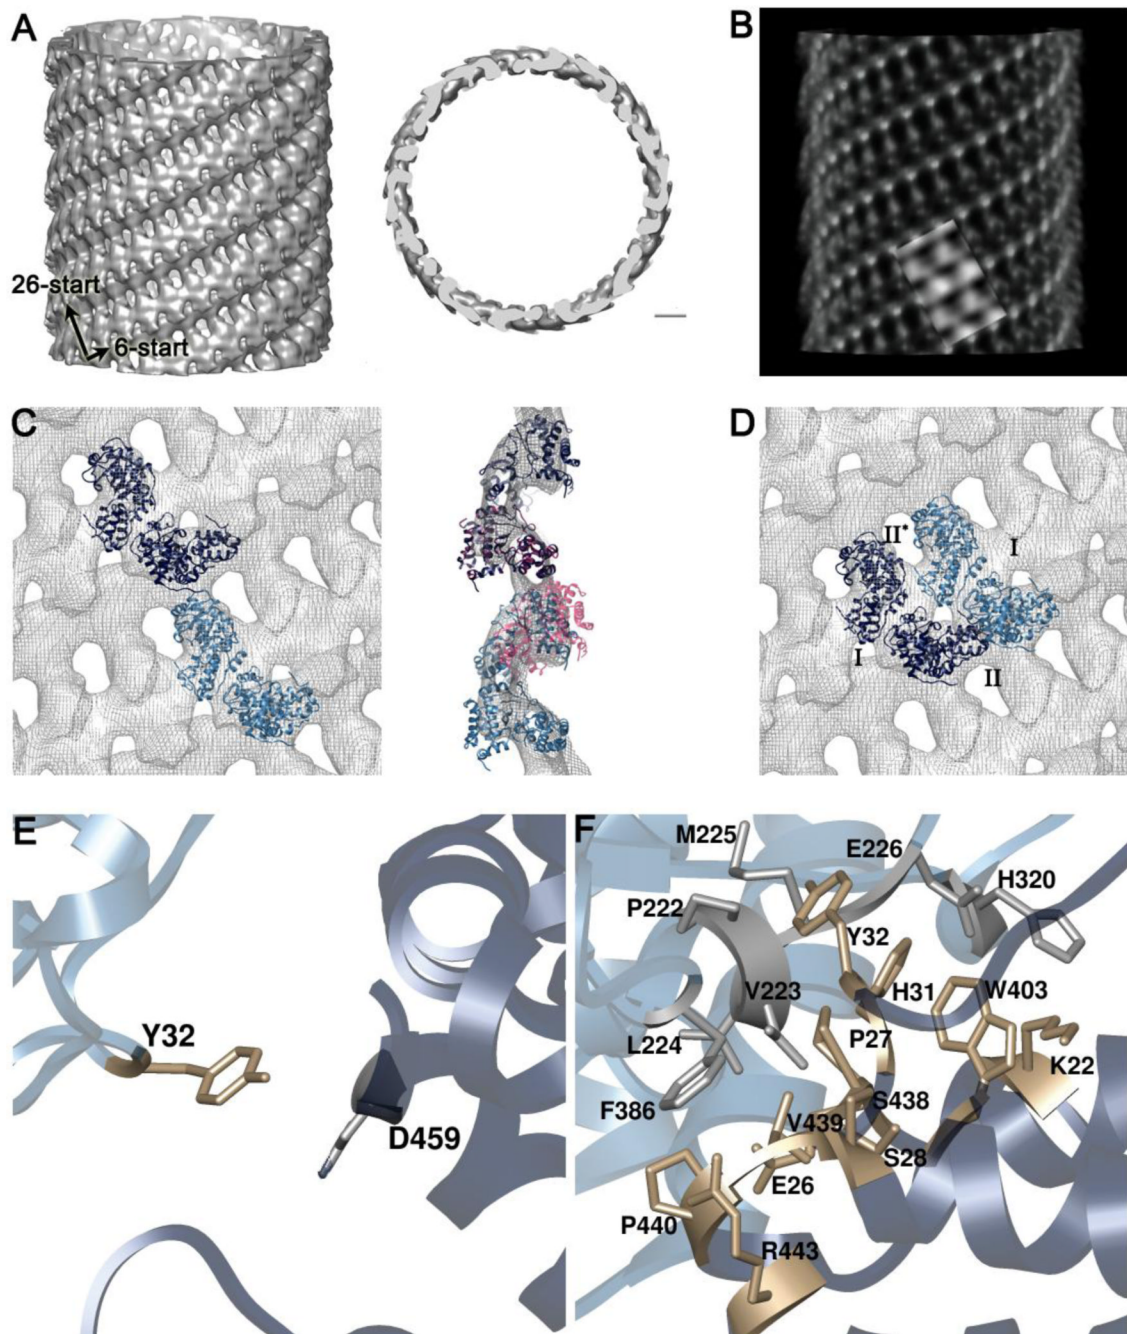 A
B
26-start
6-start
C
D
II*
I
I
II
E
F
M225
E226
H320
P222
Y32
Y32
V223
H31
W403
P27
L224
K22
F386
S438
D459
V439
S28
E26
P440
R443